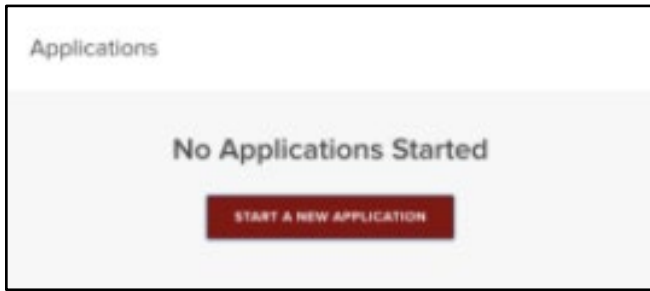 Applications
No Applications Started
START A NEW APPLICATION